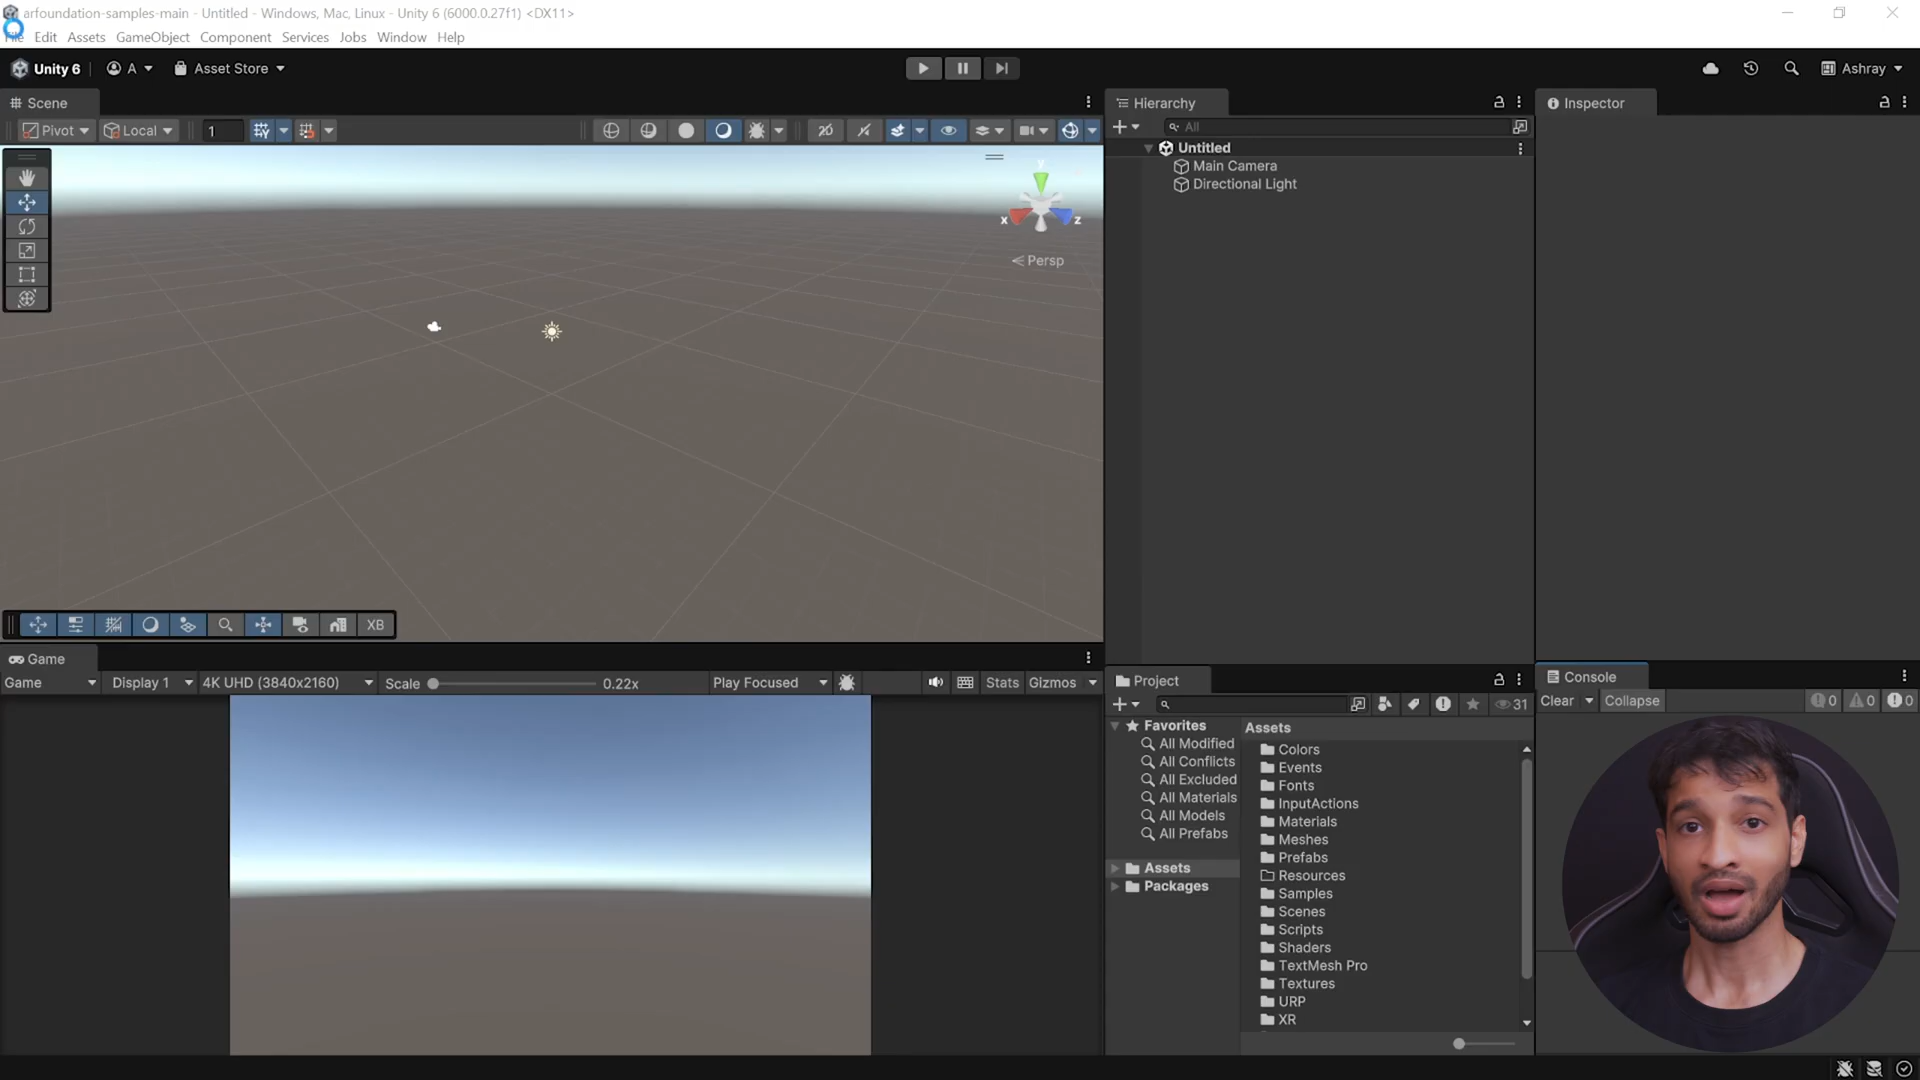 arfoundation-samples-main - Untitled - Windows, Mac, Linux - Unity 6 (6000.0.27f1) <DX11>
File Edit Assets GameObject Component Services Jobs Window Help
Unity 6 A Asset Store Ashray
Scene
Pivot Local 1
y
x z
Persp
XB
Game
Game Display 1 4K UHD (3840x2160) Scale 0.22x Play Focused Stats Gizmos
Hierarchy
All
Untitled
Main Camera
Directional Light
Inspector
Project
31
Favorites
All Modified
All Conflicts
All Excluded
All Materials
All Models
All Prefabs
Assets
Packages
Assets
Colors
Events
Fonts
InputActions
Materials
Meshes
Prefabs
Resources
Samples
Scenes
Scripts
Shaders
TextMesh Pro
Textures
URP
XR
Console
Clear Collapse 0 0 0